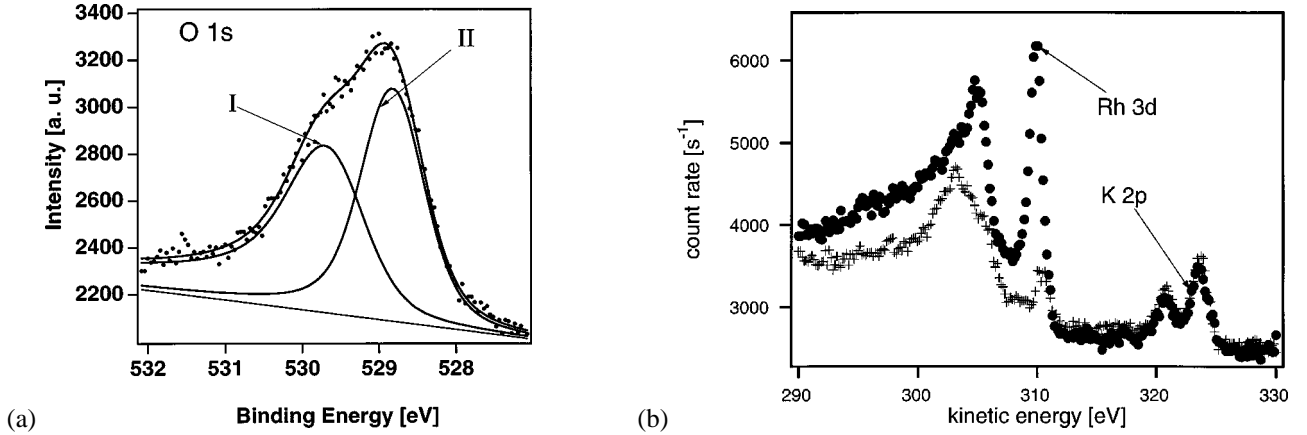 O 1s
II
I
3400
3200
3000
2800
2600
2400
2200
Intensity [a. u.]
532 531 530 529 528
Binding Energy [eV]
(a)
Rh 3d
K 2p
6000
5000
4000
3000
count rate [s⁻¹]
290 300 310 320 330
kinetic energy [eV]
(b)